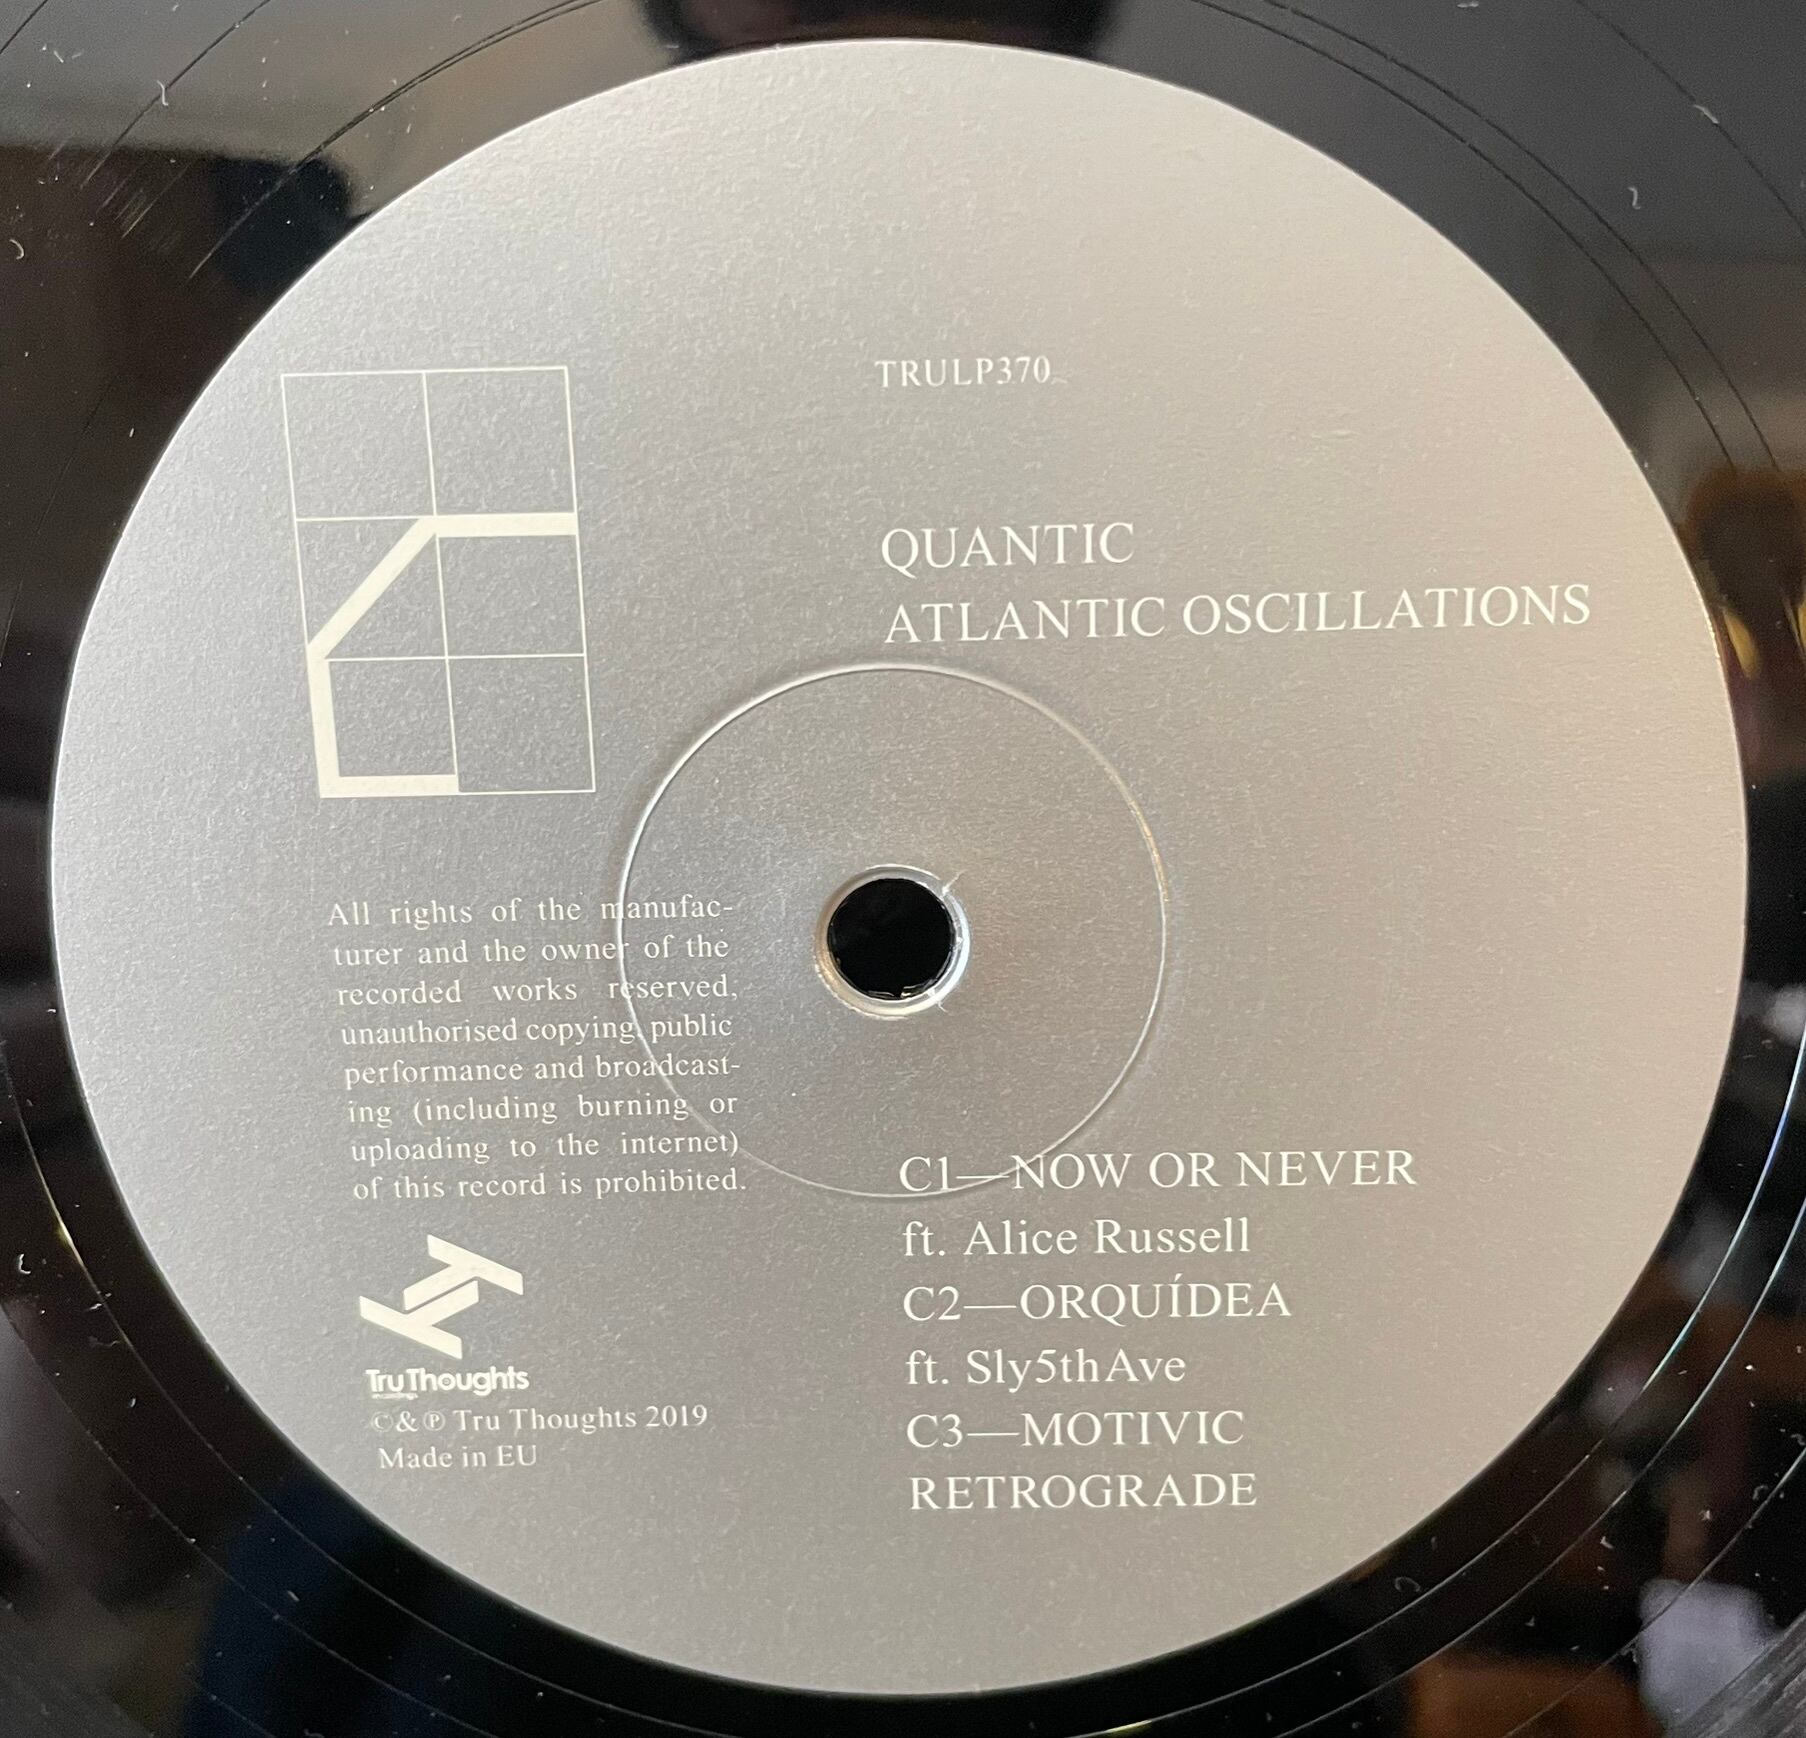 TRULP370
QUANTIC
ATLANTIC OSCILLATIONS
All rights of the manufac-
turer and the owner of the
recorded works reserved,
unauthorised copying, public
performance and broadcast-
ing (including burning or
uploading to the internet)
of this record is prohibited.
TruThoughts
©&℗ Tru Thoughts 2019
Made in EU
C1—NOW OR NEVER
ft. Alice Russell
C2—ORQUÍDEA
ft. Sly5thAve
C3—MOTIVIC
RETROGRADE